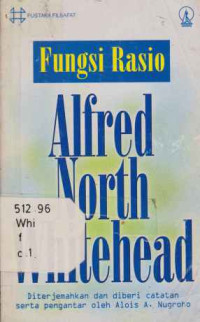 PUSTAKA FILSAFAT
Fungsi Rasio
Alfred
North
Whitehead
512 96
Whi
f
c.1
Diterjemahkan dan diberi catatan
serta pengantar oleh Alois A. Nugroho